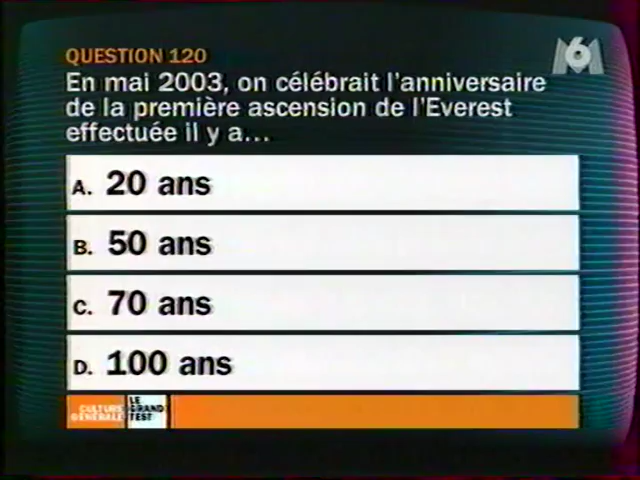 QUESTION 120
En mai 2003, on célébrait l'anniversaire
de la première ascension de l'Everest
effectuée il y a...
A. 20 ans
B. 50 ans
C. 70 ans
D. 100 ans
CULTURE
GÉNÉRALE
LE
GRAND
TEST
M6